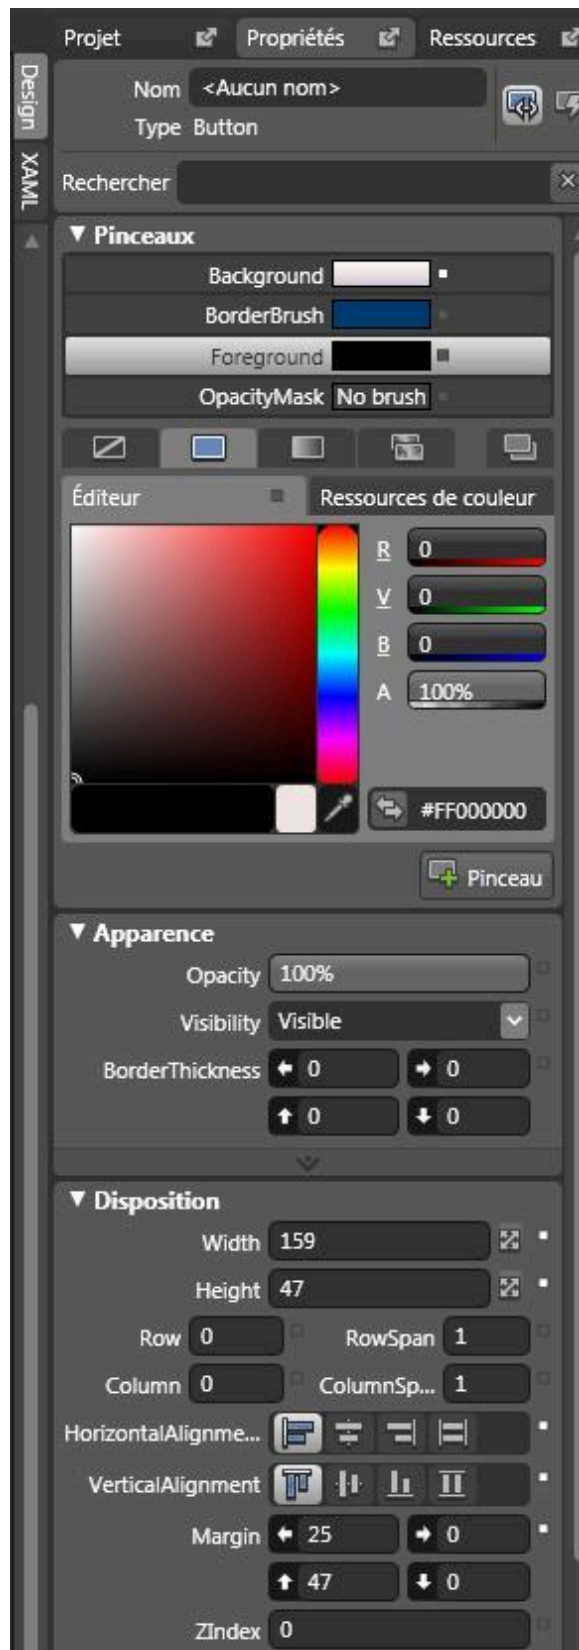 Projet Propriétés Ressources
Design
XAML
Nom <Aucun nom>
Type Button
Rechercher
Pinceaux
Background
BorderBrush
Foreground
OpacityMask No brush
Éditeur Ressources de couleur
R 0
V 0
B 0
A 100%
#FF000000
Pinceau
Apparence
Opacity 100%
Visibility Visible
BorderThickness 0 0
0 0
Disposition
Width 159
Height 47
Row 0 RowSpan 1
Column 0 ColumnSp... 1
HorizontalAlignme...
VerticalAlignment
Margin 25 0
47 0
ZIndex 0